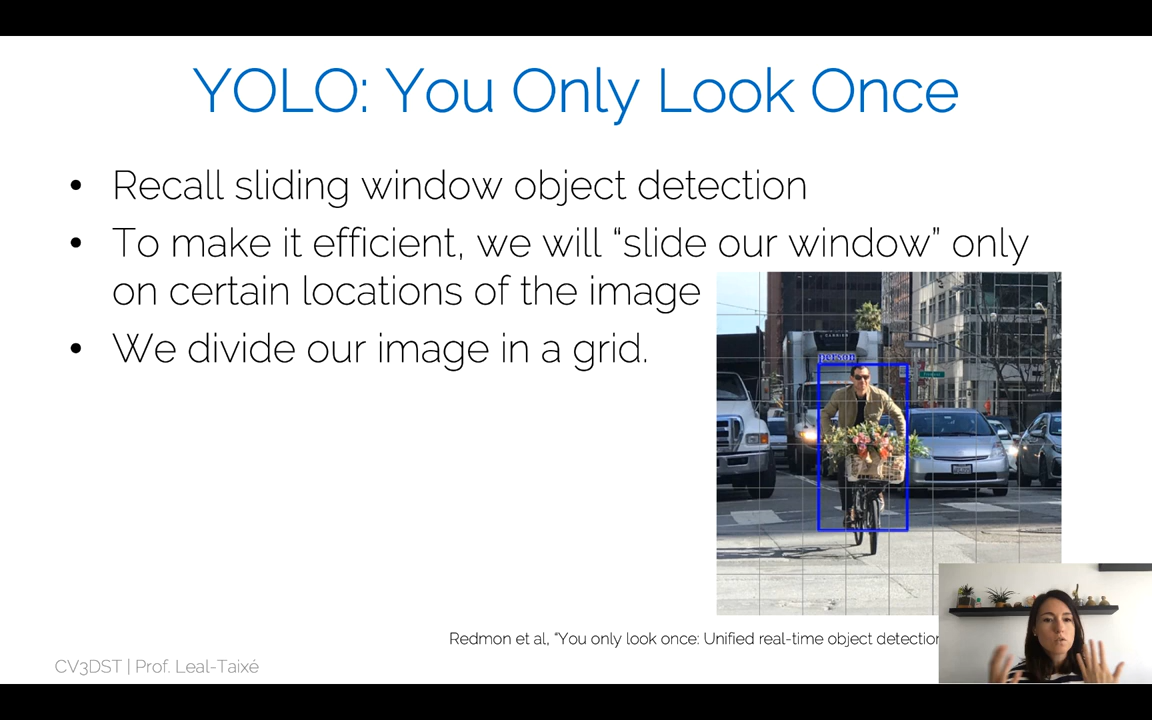 YOLO: You Only Look Once
• Recall sliding window object detection
• To make it efficient, we will “slide our window” only
on certain locations of the image
• We divide our image in a grid.
CARRIER
person
Redmon et al, “You only look once: Unified real-time object detection
CV3DST | Prof. Leal-Taixé